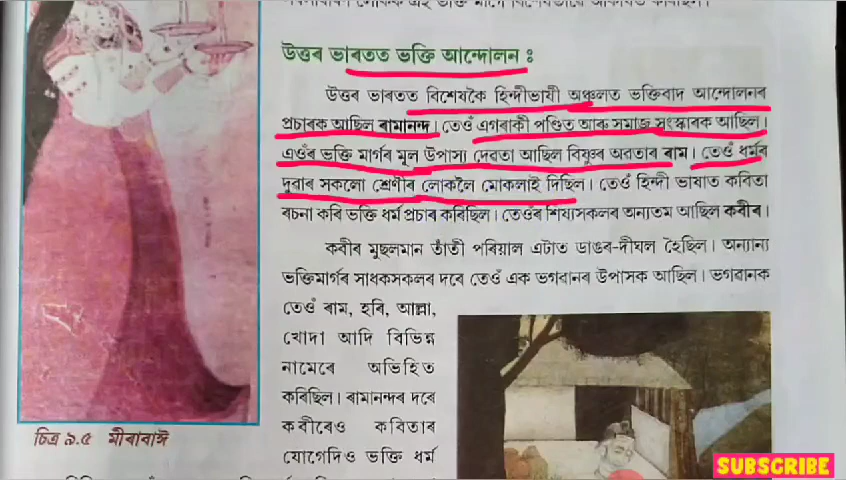 উত্তৰ ভাৰতত ভক্তি আন্দোলন ঃ
উত্তৰ ভাৰতত বিশেষকৈ হিন্দীভাষী অঞ্চলত ভক্তিবাদ আন্দোলনৰ
প্ৰচাৰক আছিল ৰামানন্দ। তেওঁ এগৰাকী পণ্ডিত আৰু সমাজ সংস্কাৰক আছিল।
এওঁৰ ভক্তি মাৰ্গৰ মূল উপাস্য দেৱতা আছিল বিষ্ণুৰ অৱতাৰ ৰাম। তেওঁ ধৰ্মৰ
দুৱাৰ সকলো শ্ৰেণীৰ লোকলৈ মোকলাই দিছিল। তেওঁ হিন্দী ভাষাত কবিতা
ৰচনা কৰি ভক্তি ধৰ্ম প্ৰচাৰ কৰিছিল। তেওঁৰ শিষ্যসকলৰ অন্যতম আছিল কবীৰ।
কবীৰ মুছলমান তাঁতী পৰিয়াল এটাত ডাঙৰ-দীঘল হৈছিল। অন্যান্য
ভক্তিমাৰ্গৰ সাধকসকলৰ দৰে তেওঁ এক ভগৱানৰ উপাসক আছিল। ভগৱানক
তেওঁ ৰাম, হৰি, আল্লা,
খোদা আদি বিভিন্ন
নামেৰে অভিহিত
কৰিছিল। ৰামানন্দৰ দৰে
কবীৰেও কবিতাৰ
যোগেদিও ভক্তি ধৰ্ম
চিত্ৰ ৯.৫ মীৰাবাঈ
SUBSCRIBE